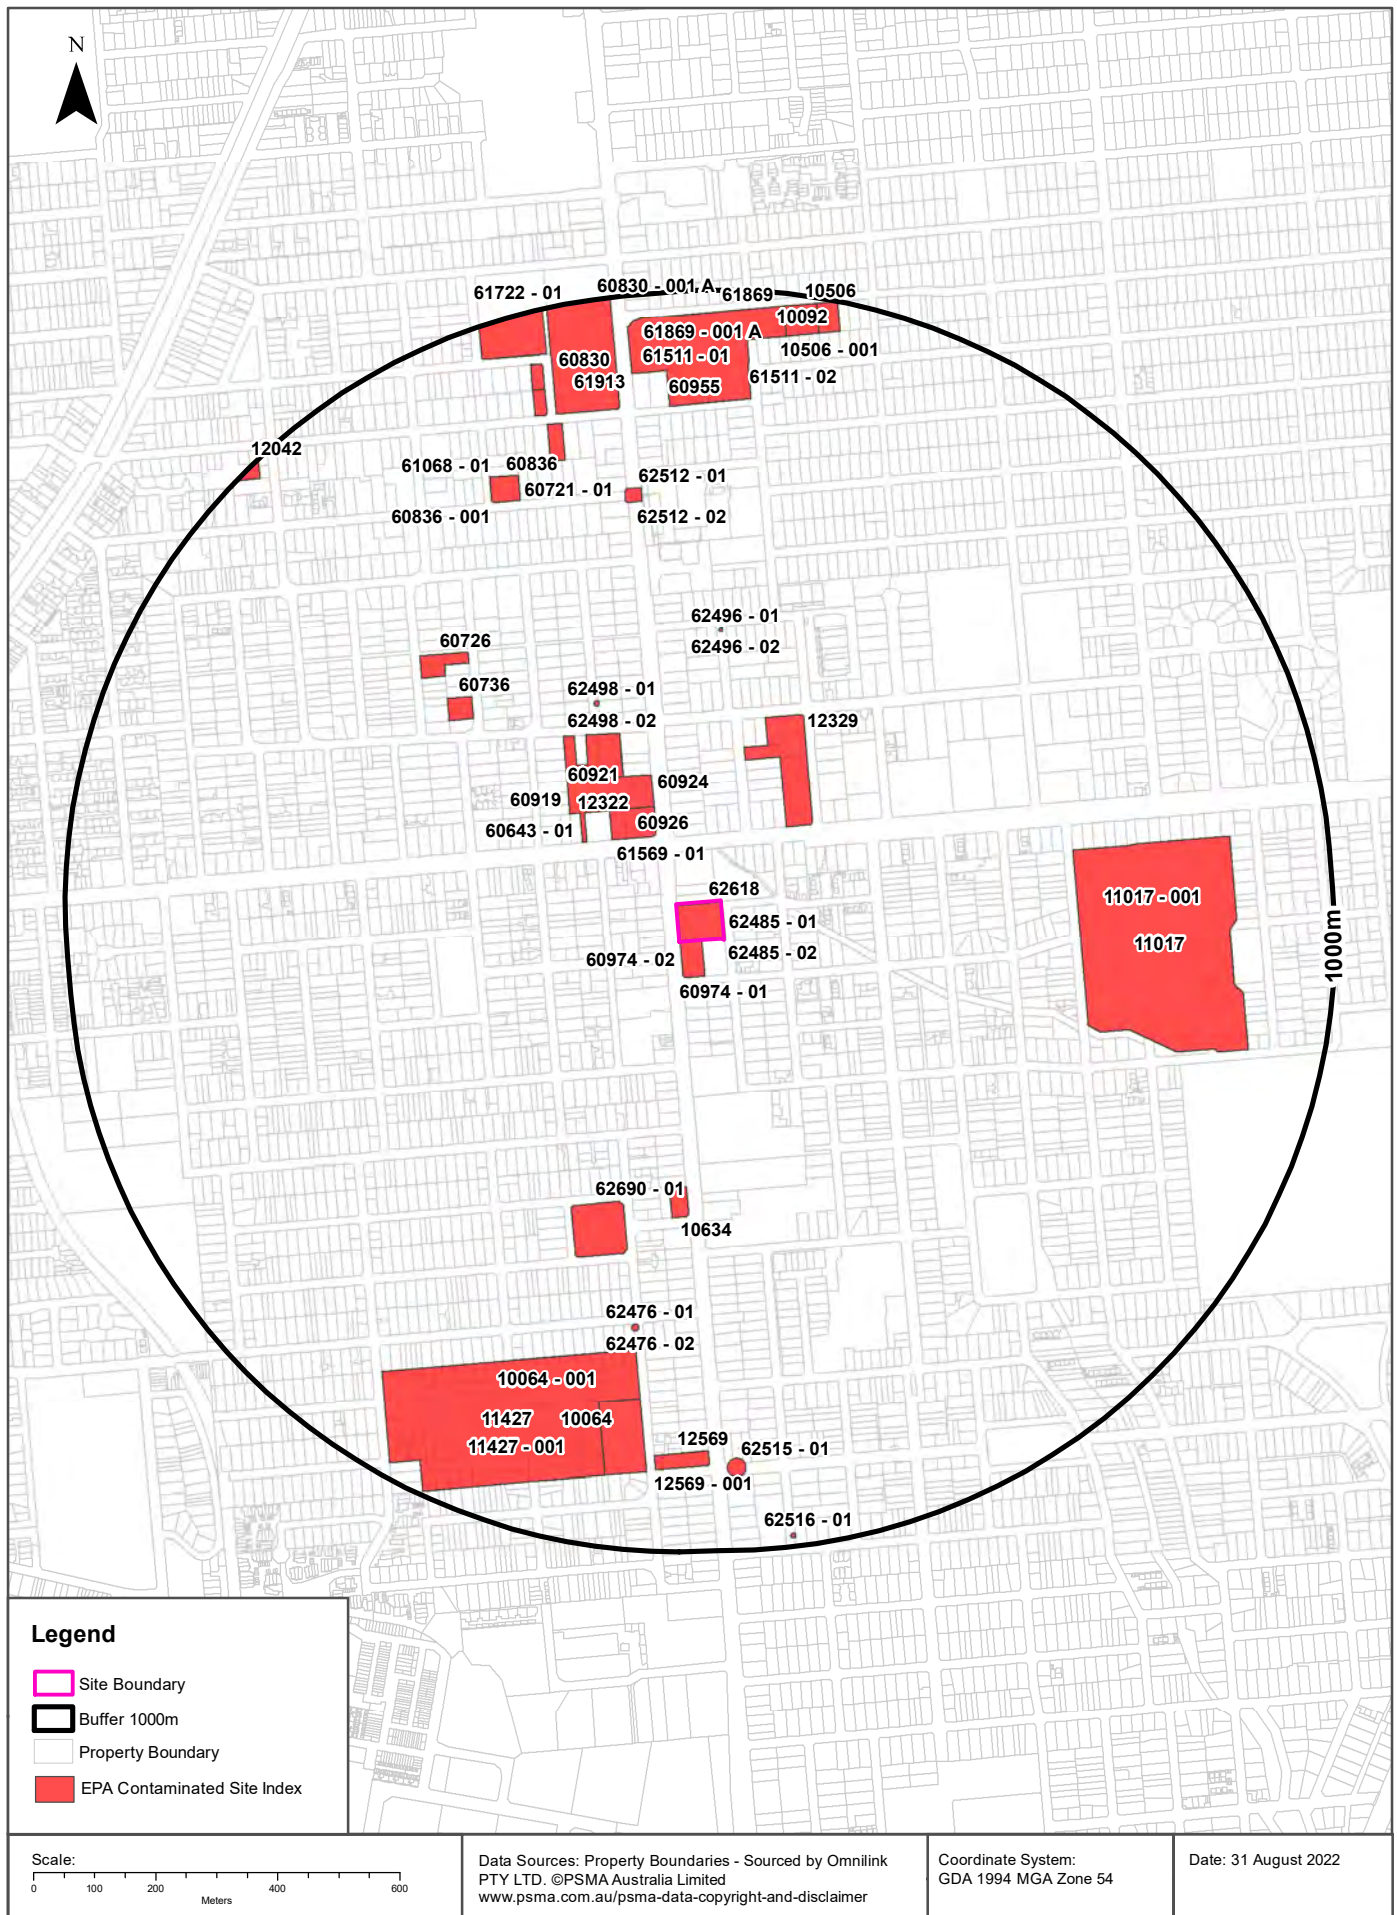 N
61722 - 01
60830 - 001 A
61869
10506
10092
61869 - 001 A
61511 - 01
10506 - 001
60830
61913
60955
61511 - 02
12042
61068 - 01
60836
60721 - 01
60836 - 001
62512 - 01
62512 - 02
62496 - 01
62496 - 02
60726
60736
62498 - 01
62498 - 02
12329
60921
60924
60919
12322
60926
60643 - 01
61569 - 01
62618
62485 - 01
62485 - 02
60974 - 02
60974 - 01
11017 - 001
11017
1000m
62690 - 01
10634
62476 - 01
62476 - 02
10064 - 001
11427
10064
11427 - 001
12569
62515 - 01
12569 - 001
62516 - 01
Legend
Site Boundary
Buffer 1000m
Property Boundary
EPA Contaminated Site Index
Scale:
0 100 200 400 600
Meters
Data Sources: Property Boundaries - Sourced by Omnilink
PTY LTD. ©PSMA Australia Limited
www.psma.com.au/psma-data-copyright-and-disclaimer
Coordinate System:
GDA 1994 MGA Zone 54
Date: 31 August 2022